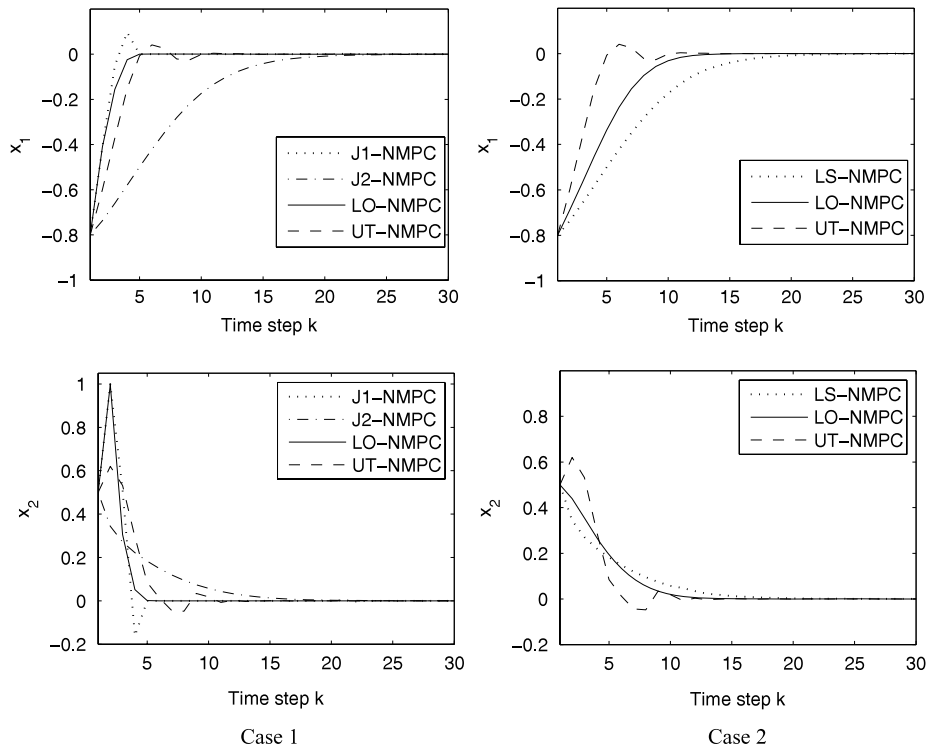 0
−0.2
−0.4
−0.6
−0.8
−1
x1
J1−NMPC
J2−NMPC
LO−NMPC
UT−NMPC
5 10 15 20 25 30
Time step k
0
−0.2
−0.4
−0.6
−0.8
−1
x1
LS−NMPC
LO−NMPC
UT−NMPC
5 10 15 20 25 30
Time step k
1
0.8
0.6
0.4
0.2
0
−0.2
x2
J1−NMPC
J2−NMPC
LO−NMPC
UT−NMPC
5 10 15 20 25 30
Time step k
Case 1
0.8
0.6
0.4
0.2
0
−0.2
x2
LS−NMPC
LO−NMPC
UT−NMPC
5 10 15 20 25 30
Time step k
Case 2